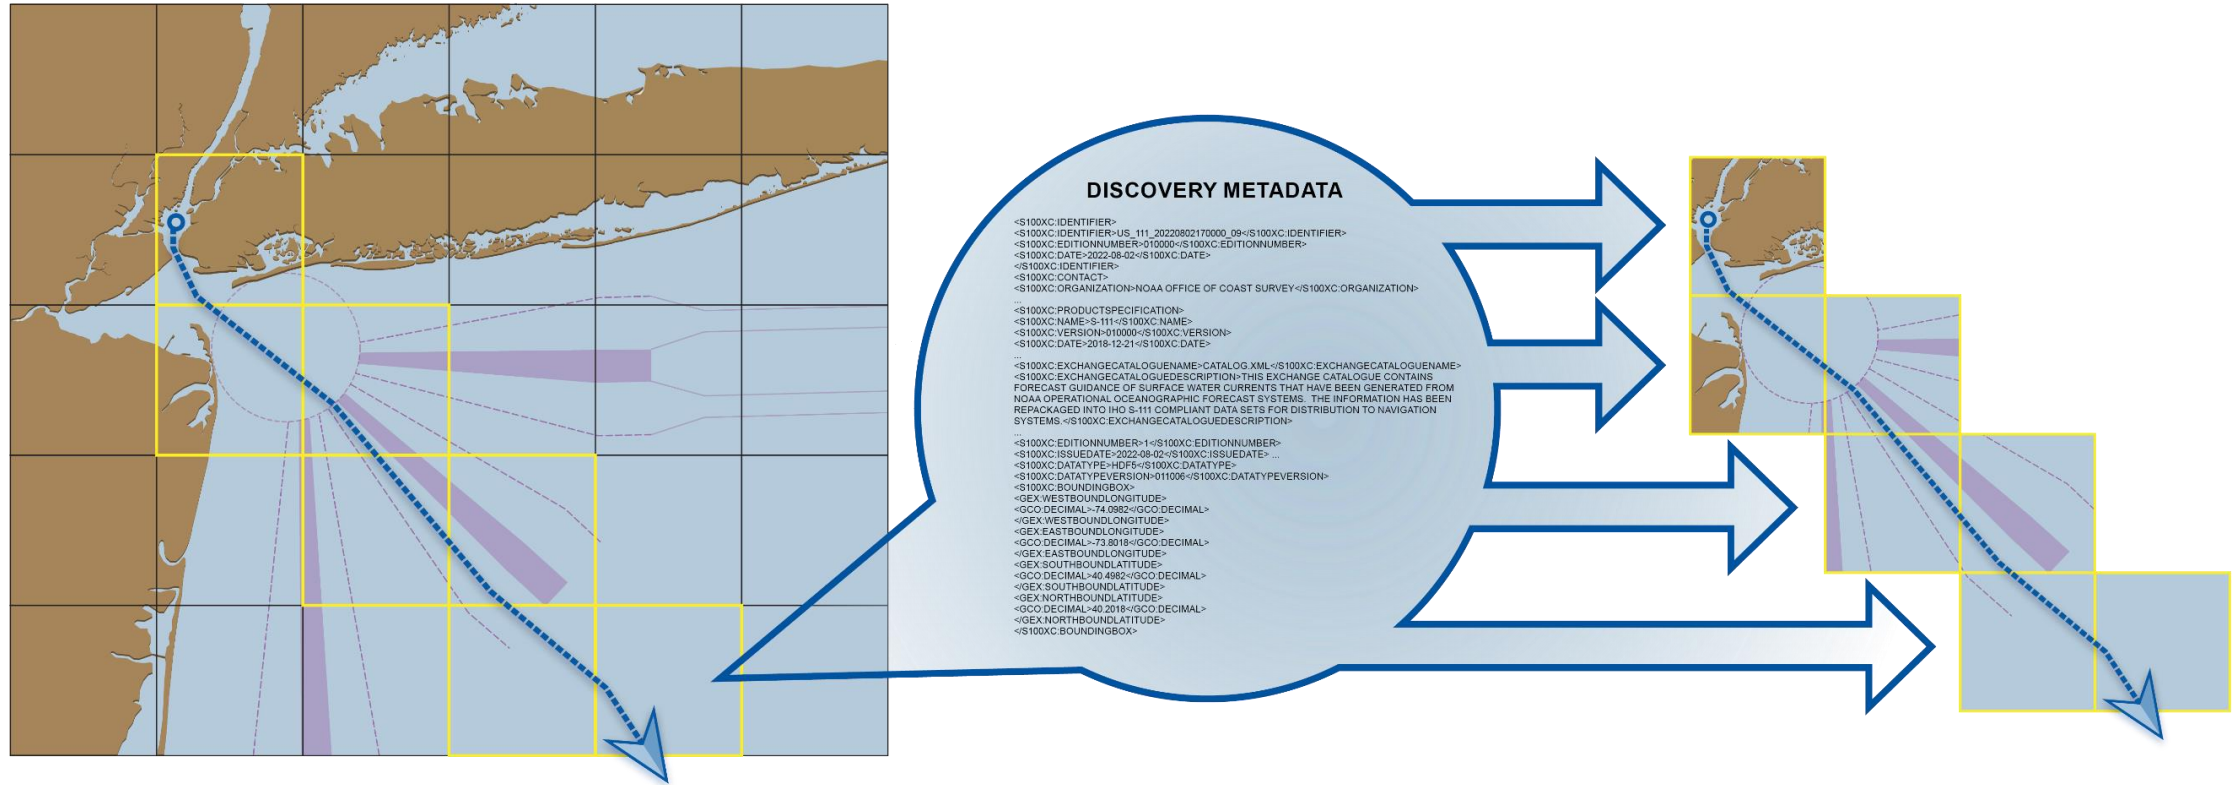 DISCOVERY METADATA
<S100XC:IDENTIFIER>
<S100XC:IDENTIFIER>US_111_20220802170000_09</S100XC:IDENTIFIER>
<S100XC:EDITIONNUMBER>010000</S100XC:EDITIONNUMBER>
<S100XC:DATE>2022-08-02</S100XC:DATE>
</S100XC:IDENTIFIER>
<S100XC:CONTACT>
<S100XC:ORGANIZATION>NOAA OFFICE OF COAST SURVEY</S100XC:ORGANIZATION>
...
<S100XC:PRODUCTSPECIFICATION>
<S100XC:NAME>S-111</S100XC:NAME>
<S100XC:VERSION>010000</S100XC:VERSION>
<S100XC:DATE>2018-12-21</S100XC:DATE>
...
<S100XC:EXCHANGECATALOGUENAME>CATALOG.XML</S100XC:EXCHANGECATALOGUENAME>
<S100XC:EXCHANGECATALOGUEDESCRIPTION>THIS EXCHANGE CATALOGUE CONTAINS
FORECAST GUIDANCE OF SURFACE WATER CURRENTS THAT HAVE BEEN GENERATED FROM
NOAA OPERATIONAL OCEANOGRAPHIC FORECAST SYSTEMS. THE INFORMATION HAS BEEN
REPACKAGED INTO IHO S-111 COMPLIANT DATA SETS FOR DISTRIBUTION TO NAVIGATION
SYSTEMS.</S100XC:EXCHANGECATALOGUEDESCRIPTION>
...
<S100XC:EDITIONNUMBER>1</S100XC:EDITIONNUMBER>
<S100XC:ISSUEDATE>2022-08-02</S100XC:ISSUEDATE> ...
<S100XC:DATATYPE>HDF5</S100XC:DATATYPE>
<S100XC:DATATYPEVERSION>011006</S100XC:DATATYPEVERSION>
<S100XC:BOUNDINGBOX>
<GEX:WESTBOUNDLONGITUDE>
<GCO:DECIMAL>-74.0982</GCO:DECIMAL>
</GEX:WESTBOUNDLONGITUDE>
<GEX:EASTBOUNDLONGITUDE>
<GCO:DECIMAL>-73.8018</GCO:DECIMAL>
</GEX:EASTBOUNDLONGITUDE>
<GEX:SOUTHBOUNDLATITUDE>
<GCO:DECIMAL>40.4982</GCO:DECIMAL>
</GEX:SOUTHBOUNDLATITUDE>
<GEX:NORTHBOUNDLATITUDE>
<GCO:DECIMAL>40.2018</GCO:DECIMAL>
</GEX:NORTHBOUNDLATITUDE>
</S100XC:BOUNDINGBOX>